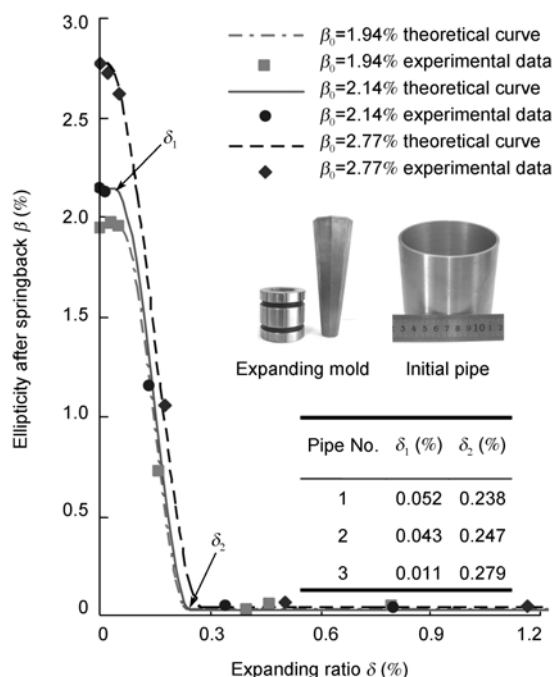 β₀=1.94% theoretical curve
β₀=1.94% experimental data
β₀=2.14% theoretical curve
β₀=2.14% experimental data
β₀=2.77% theoretical curve
β₀=2.77% experimental data
3.0
2.5
2.0
1.5
1.0
0.5
0
Ellipticity after springback β (%)
δ₁
δ₂
Expanding mold
Initial pipe
Pipe No. δ₁ (%) δ₂ (%)
1 0.052 0.238
2 0.043 0.247
3 0.011 0.279
0 0.3 0.6 0.9 1.2
Expanding ratio δ (%)